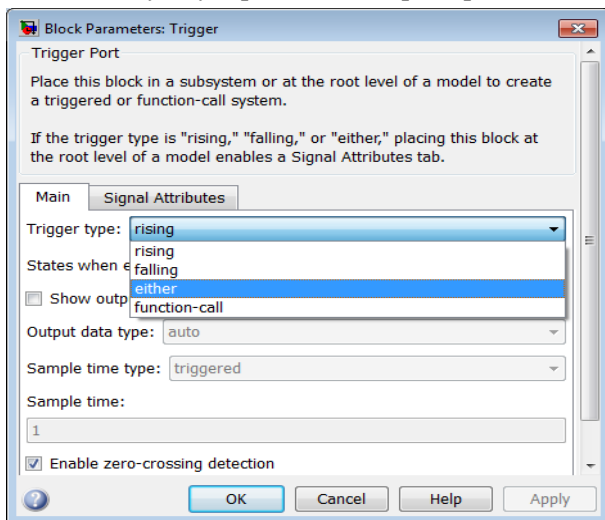 Block Parameters: Trigger
Trigger Port
Place this block in a subsystem or at the root level of a model to create
a triggered or function-call system.
If the trigger type is "rising," "falling," or "either," placing this block at
the root level of a model enables a Signal Attributes tab.
Main Signal Attributes
Trigger type: rising
rising
States when
falling
either
Show
function-call
Output data type: auto
Sample time type: triggered
Sample time:
1
Enable zero-crossing detection
OK Cancel Help Apply